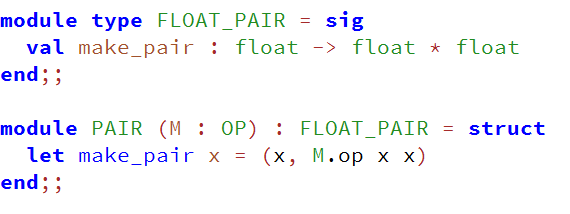 module type FLOAT_PAIR = sig
  val make_pair : float -> float * float
end;;

module PAIR (M : OP) : FLOAT_PAIR = struct
  let make_pair x = (x, M.op x x)
end;;